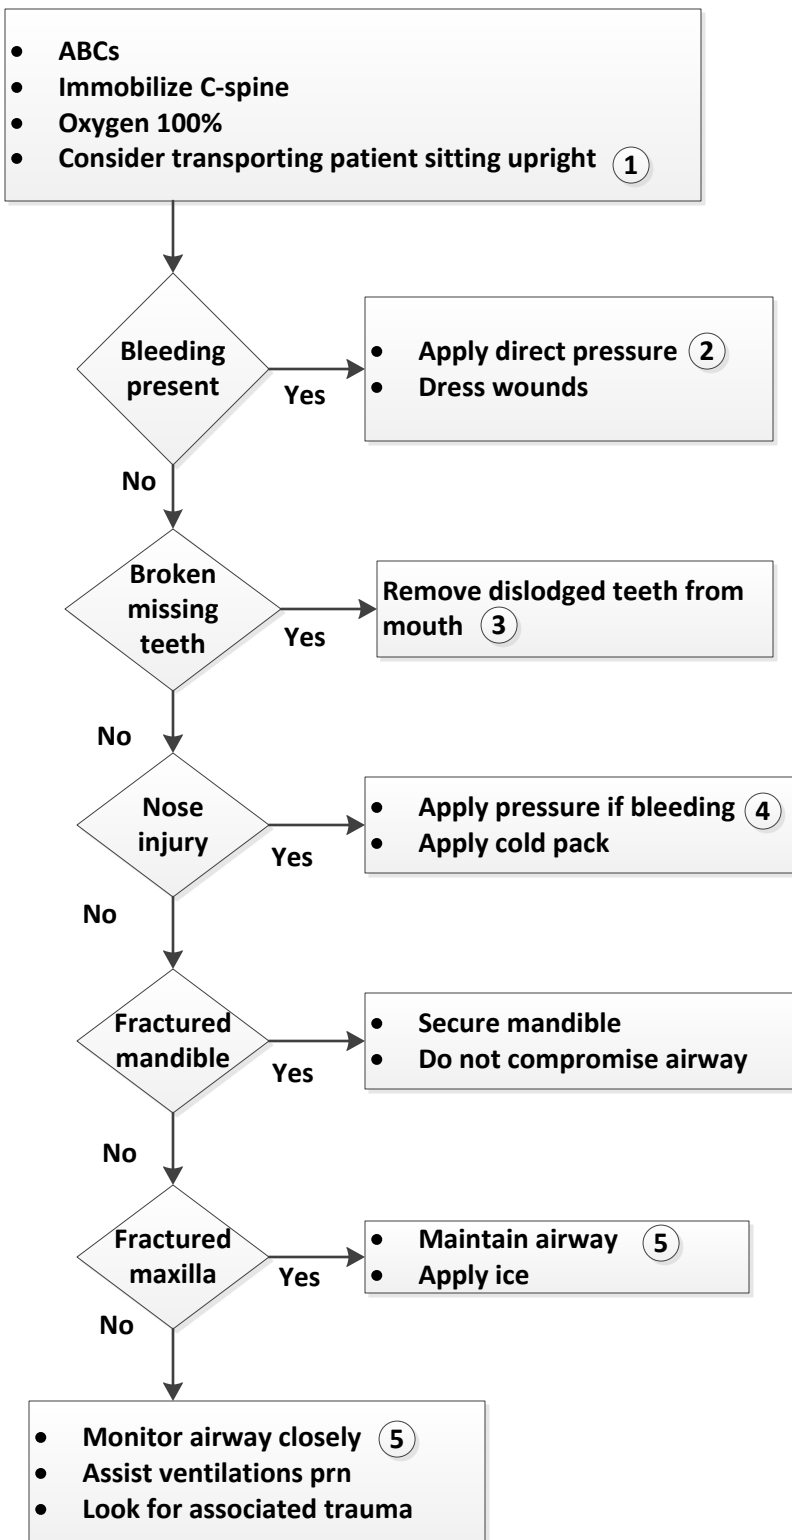 • ABCs
• Immobilize C-spine
• Oxygen 100%
• Consider transporting patient sitting upright 1
Bleeding
present
Yes
• Apply direct pressure 2
• Dress wounds
No
Broken
missing
teeth
Yes
Remove dislodged teeth from
mouth 3
No
Nose
injury
Yes
• Apply pressure if bleeding 4
• Apply cold pack
No
Fractured
mandible
Yes
• Secure mandible
• Do not compromise airway
No
Fractured
maxilla
Yes
• Maintain airway 5
• Apply ice
No
• Monitor airway closely 5
• Assist ventilations prn
• Look for associated trauma